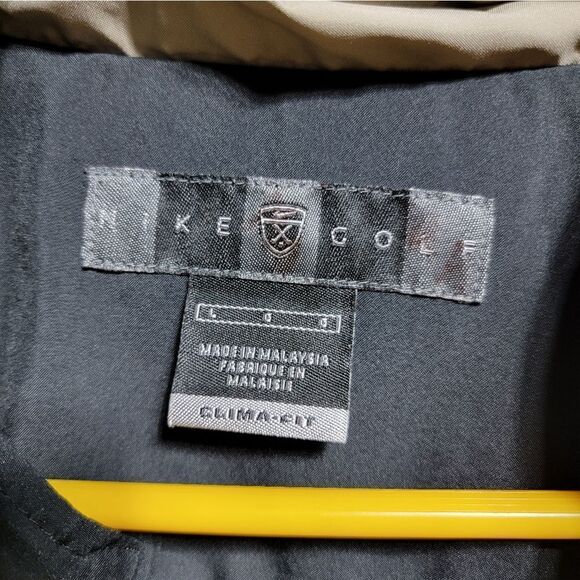 NIKE GOLF
L G G
MADE IN MALAYSIA
FABRIQUE EN
MALAISIE
CLIMA-FIT